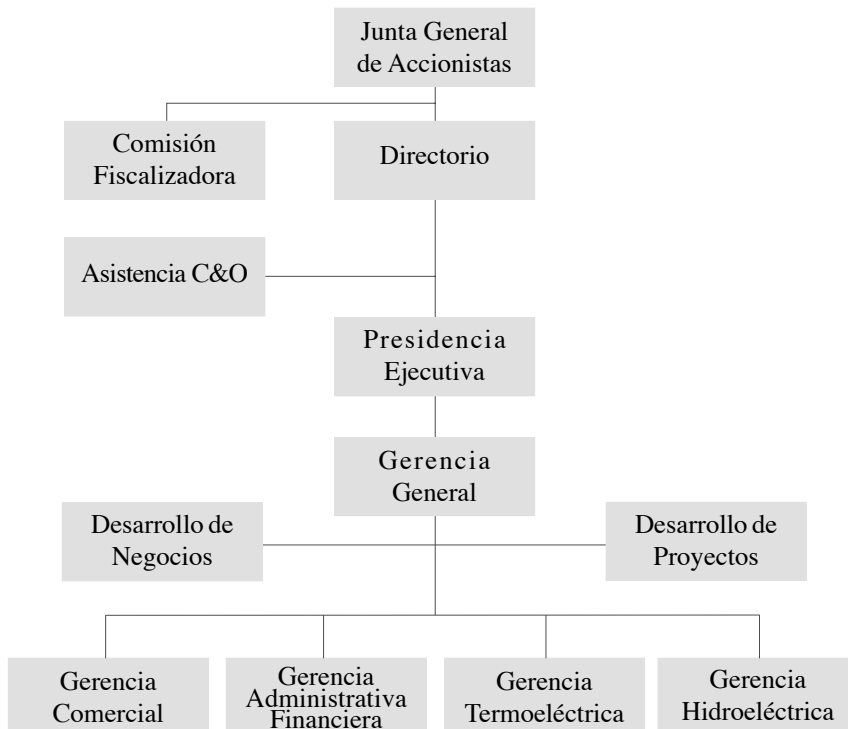 Junta General
de Accionistas
Comisión
Fiscalizadora
Directorio
Asistencia C&O
Presidencia
Ejecutiva
Gerencia
General
Desarrollo de
Negocios
Desarrollo de
Proyectos
Gerencia
Comercial
Gerencia
Administrativa
Financiera
Gerencia
Termoeléctrica
Gerencia
Hidroeléctrica